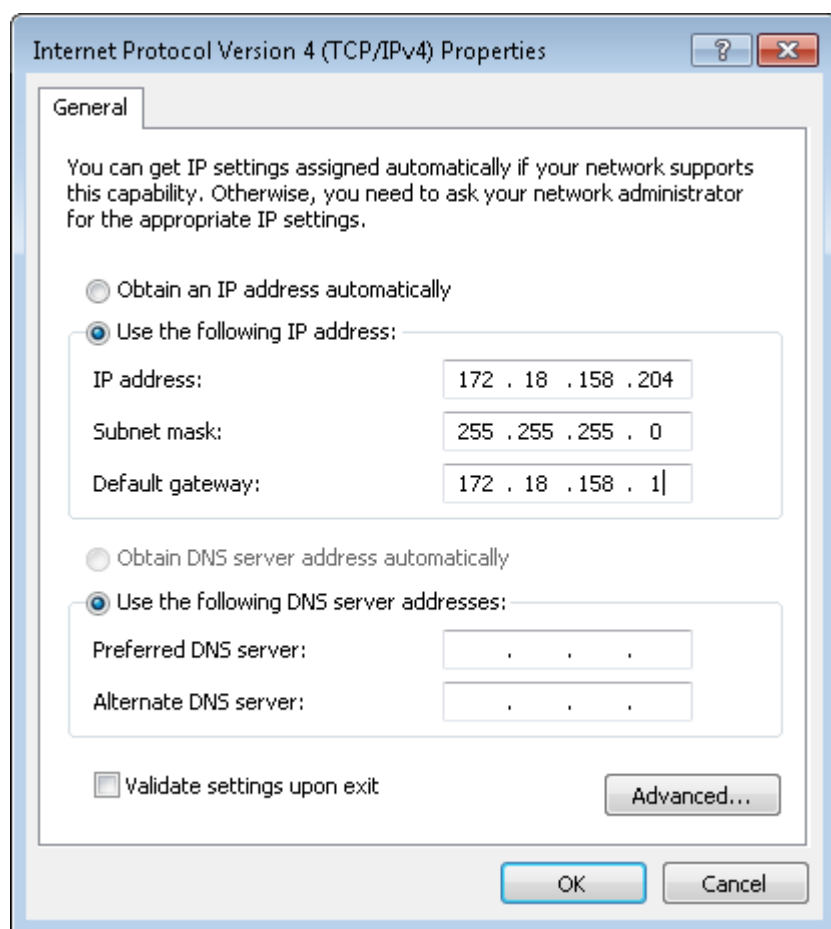 Internet Protocol Version 4 (TCP/IPv4) Properties
?
General
You can get IP settings assigned automatically if your network supports
this capability. Otherwise, you need to ask your network administrator
for the appropriate IP settings.
Obtain an IP address automatically
Use the following IP address:
IP address: 172 . 18 . 158 . 204
Subnet mask: 255 . 255 . 255 . 0
Default gateway: 172 . 18 . 158 . 1
Obtain DNS server address automatically
Use the following DNS server addresses:
Preferred DNS server: . . .
Alternate DNS server: . . .
Validate settings upon exit
Advanced...
OK Cancel